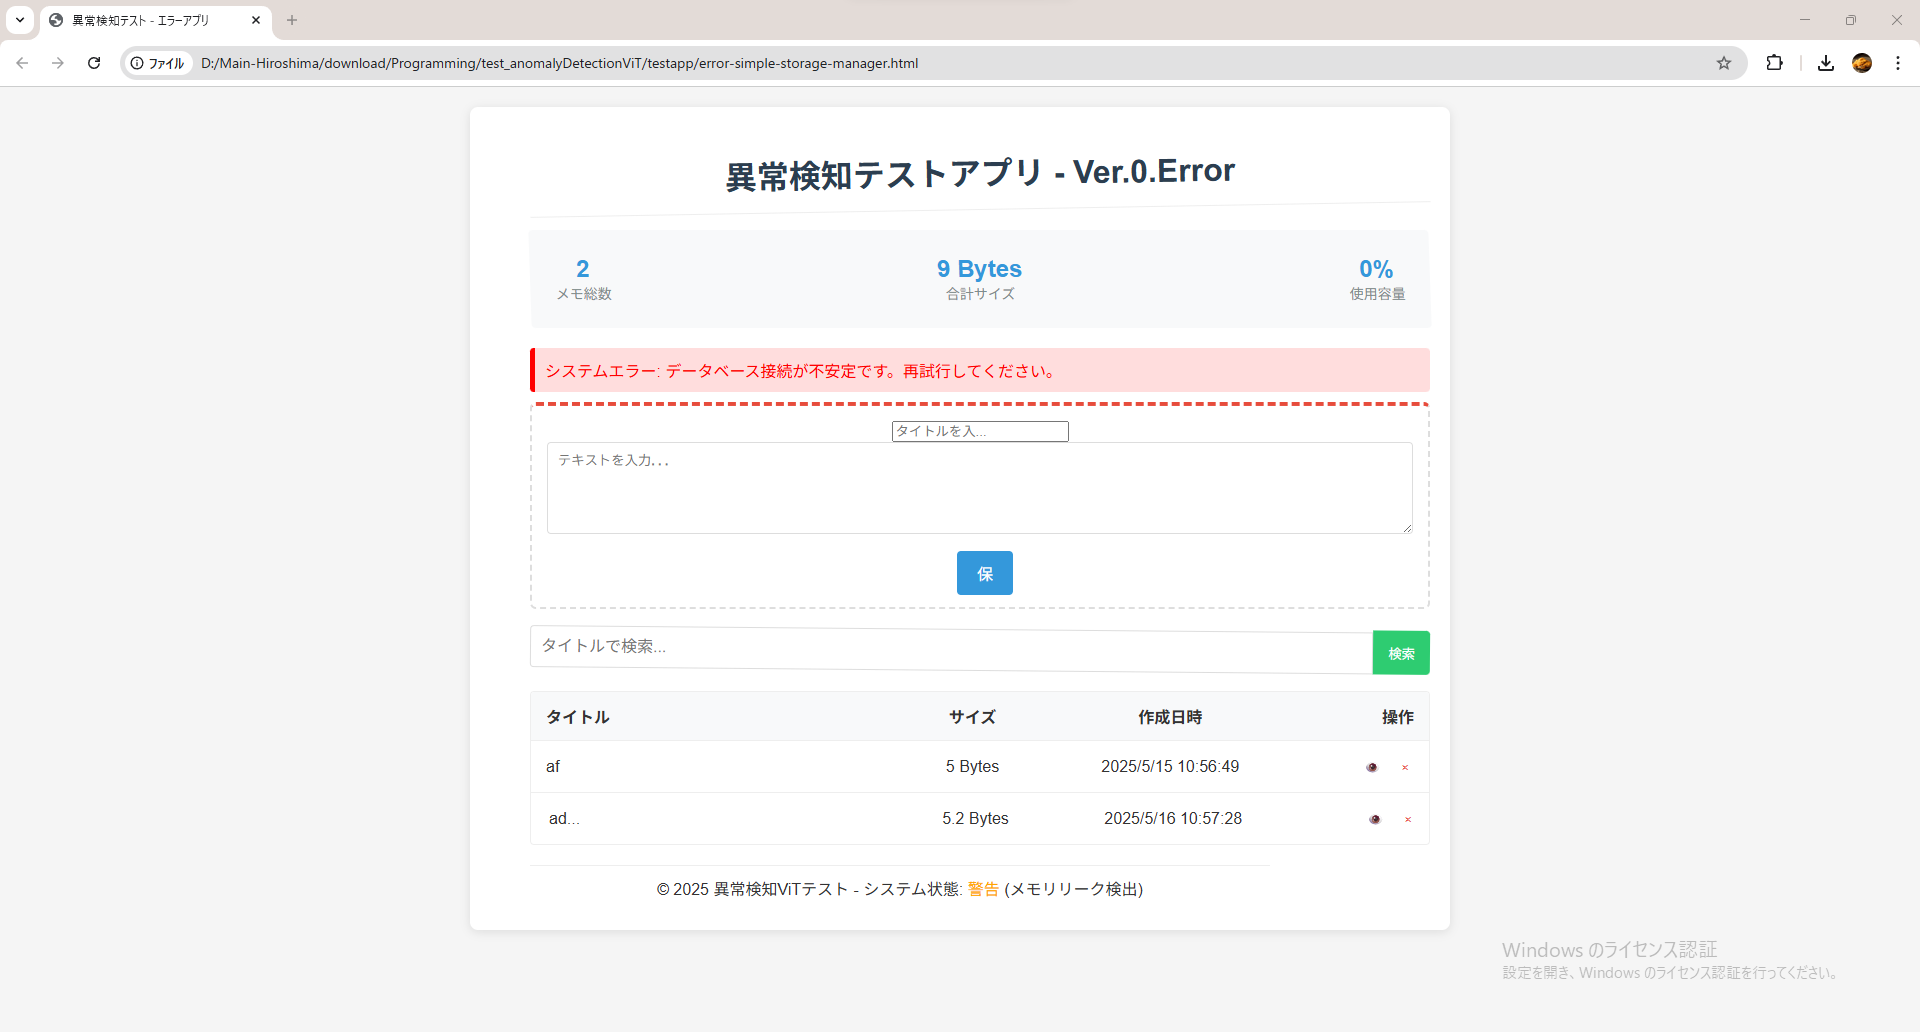 異常検知テスト - エラーアプリ
ファイル
D:/Main-Hiroshima/download/Programming/test_anomalyDetectionViT/testapp/error-simple-storage-manager.html
異常検知テストアプリ - Ver.0.Error
2
メモ総数
9 Bytes
合計サイズ
0%
使用容量
システムエラー: データベース接続が不安定です。再試行してください。
タイトルを入...
テキストを入力...
保
タイトルで検索...
検索
タイトル サイズ 作成日時 操作
af 5 Bytes 2025/5/15 10:56:49
ad... 5.2 Bytes 2025/5/16 10:57:28
© 2025 異常検知ViTテスト - システム状態: 警告 (メモリリーク検出)
Windows のライセンス認証
設定を開き、Windows のライセンス認証を行ってください。